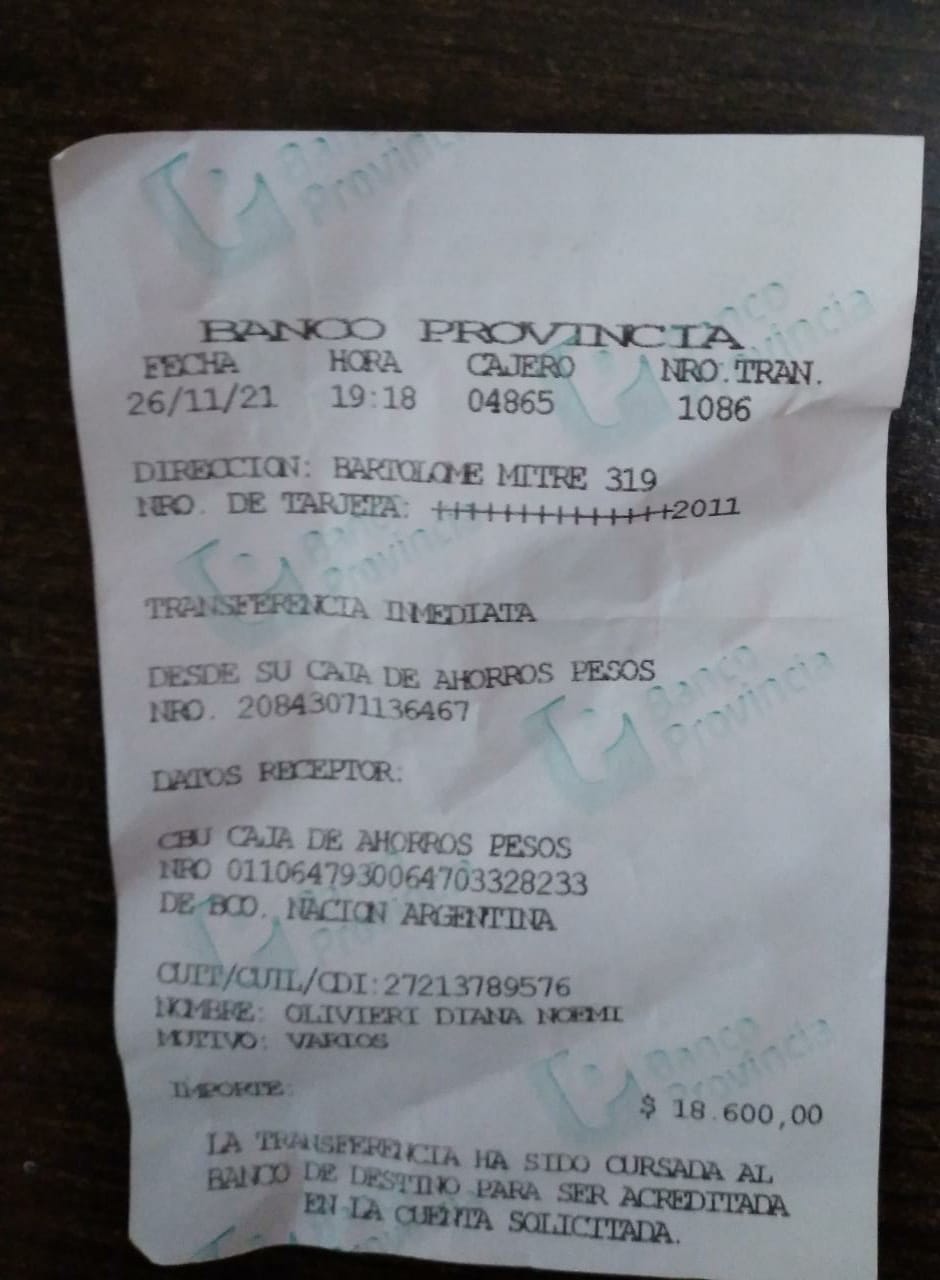 Banco
Provincia
BANCO PROVINCIA
FECHA HORA CAJERO NRO.TRAN.
26/11/21 19:18 04865 1086
DIRECCION: BARTOLOME MITRE 319
NRO. DE TARJETA: ++++++++++++++2011
TRANSFERENCIA INMEDIATA
DESDE SU CAJA DE AHORROS PESOS
NRO. 20843071136467
DATOS RECEPTOR:
CBU CAJA DE AHORROS PESOS
NRO 0110647930064703328233
DE BCO. NACION ARGENTINA
CUIT/CUIL/CDI:27213789576
NOMBRE: OLIVIERI DIANA NOEMI
MOTIVO: VARIOS
IMPORTE:
$ 18.600,00
LA TRANSFERENCIA HA SIDO CURSADA AL
BANCO DE DESTINO PARA SER ACREDITADA
EN LA CUENTA SOLICITADA.